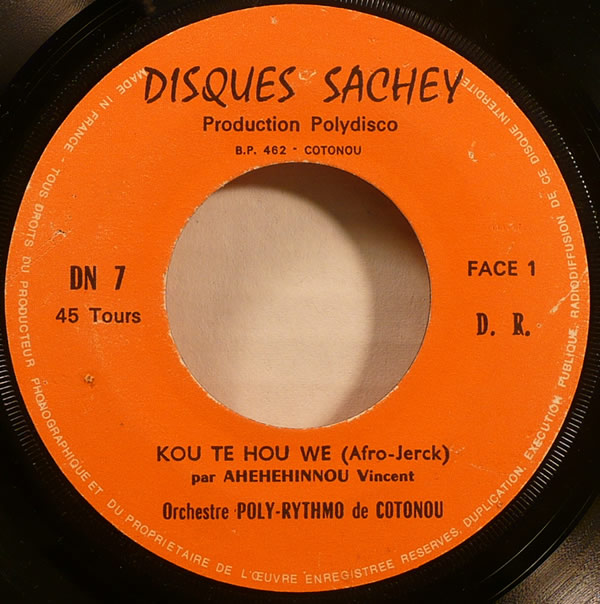 DISQUES SACHEY
Production Polydisco
B.P. 462 - COTONOU
DN 7
45 Tours
FACE 1
D. R.
KOU TE HOU WE (Afro-Jerck)
par AHEHEHINNOU Vincent
Orchestre POLY-RYTHMO de COTONOU
MADE IN FRANCE - TOUS DROITS DU PRODUCTEUR PHONOGRAPHIQUE ET DU PROPRIETAIRE DE L'ŒUVRE ENREGISTREE RESERVES, DUPLICATION, EXECUTION PUBLIQUE, RADIODIFFUSION DE CE DISQUE INTERDITES